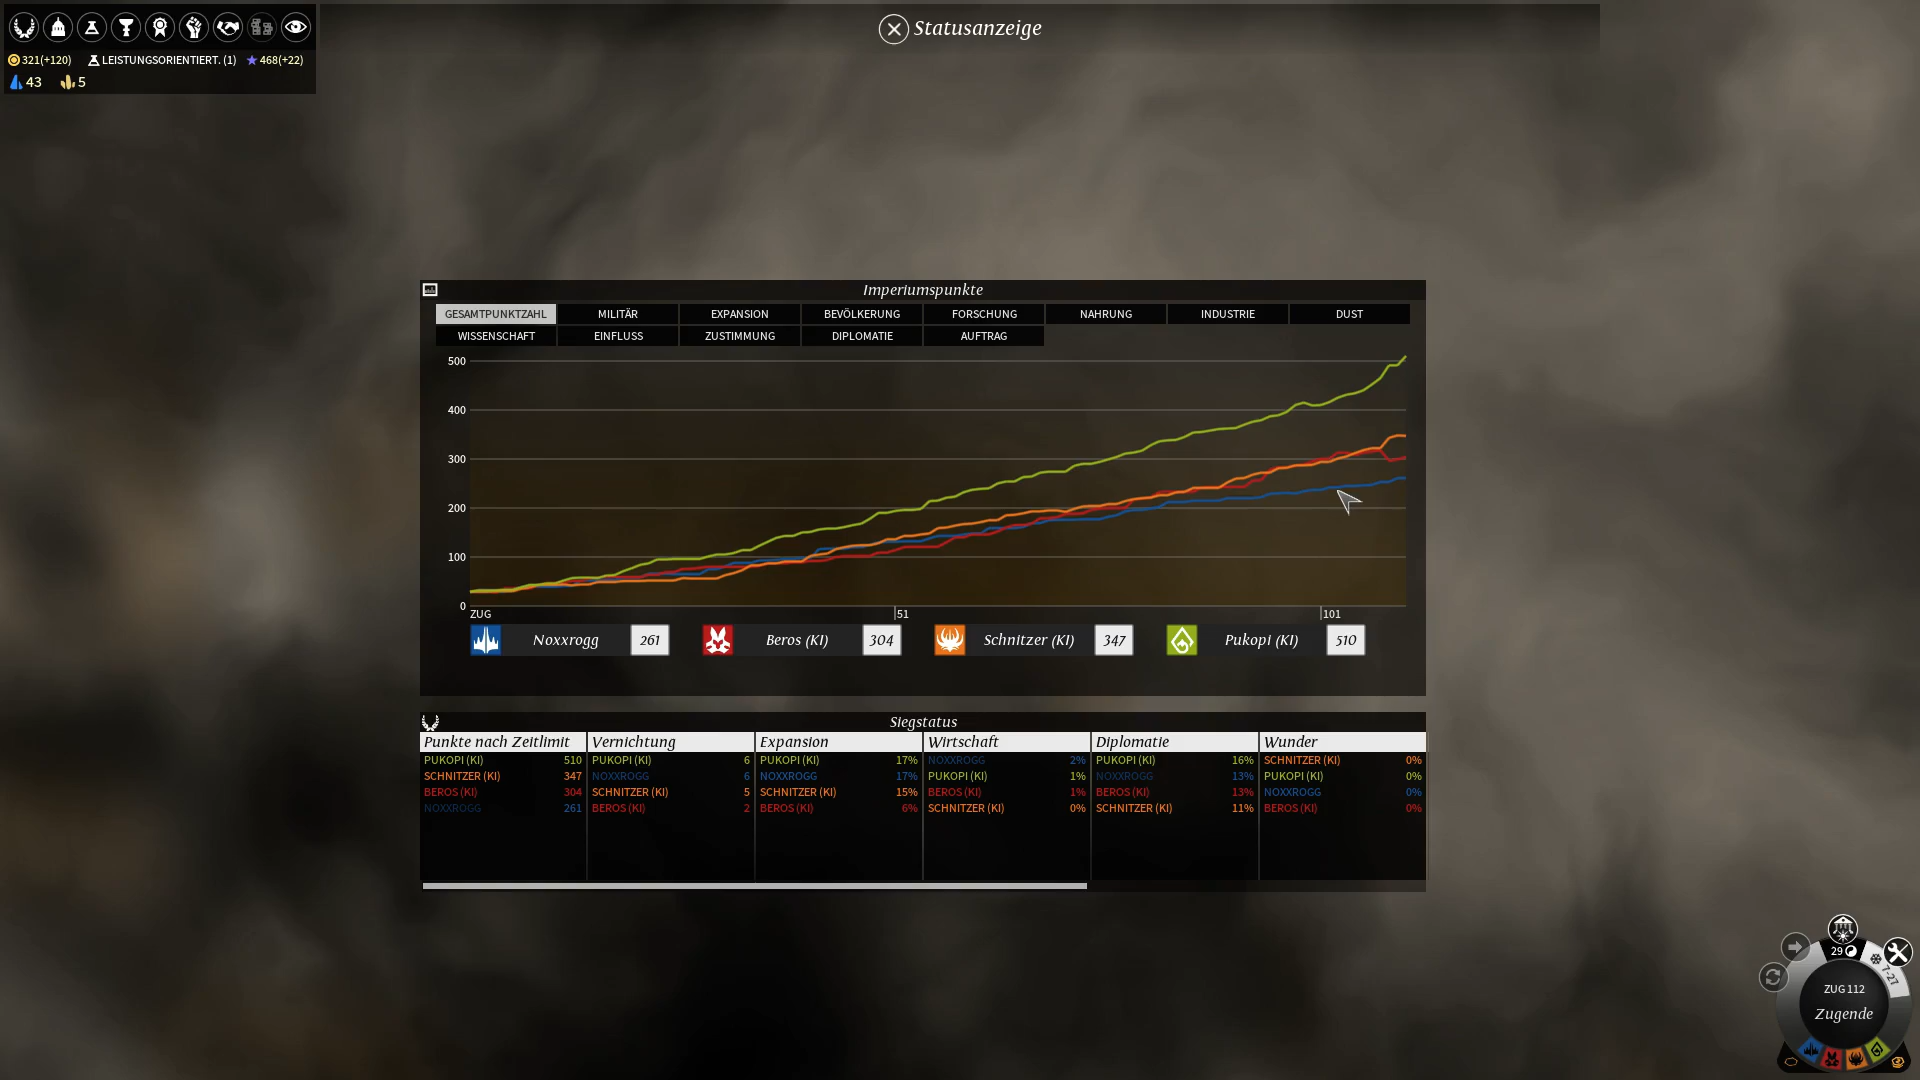 Statusanzeige
321(+120) LEISTUNGSORIENTIERT. (1) 468(+22)
43 5
Imperiumspunkte
GESAMTPUNKTZAHL MILITÄR EXPANSION BEVÖLKERUNG FORSCHUNG NAHRUNG INDUSTRIE DUST
WISSENSCHAFT EINFLUSS ZUSTIMMUNG DIPLOMATIE AUFTRAG
500
400
300
200
100
0
ZUG 51 101
Noxxrogg 261 Beros (KI) 304 Schnitzer (KI) 347 Pukopi (KI) 510
Siegstatus
Punkte nach Zeitlimit Vernichtung Expansion Wirtschaft Diplomatie Wunder
PUKOPI (KI) 510 PUKOPI (KI) 6 PUKOPI (KI) 17% NOXXROGG 2% PUKOPI (KI) 16% SCHNITZER (KI) 0%
SCHNITZER (KI) 347 NOXXROGG 6 NOXXROGG 17% PUKOPI (KI) 1% NOXXROGG 13% PUKOPI (KI) 0%
BEROS (KI) 304 SCHNITZER (KI) 5 SCHNITZER (KI) 15% BEROS (KI) 1% BEROS (KI) 13% NOXXROGG 0%
NOXXROGG 261 BEROS (KI) 2 BEROS (KI) 6% SCHNITZER (KI) 0% SCHNITZER (KI) 11% BEROS (KI) 0%
29
7-27
ZUG 112
Zugende